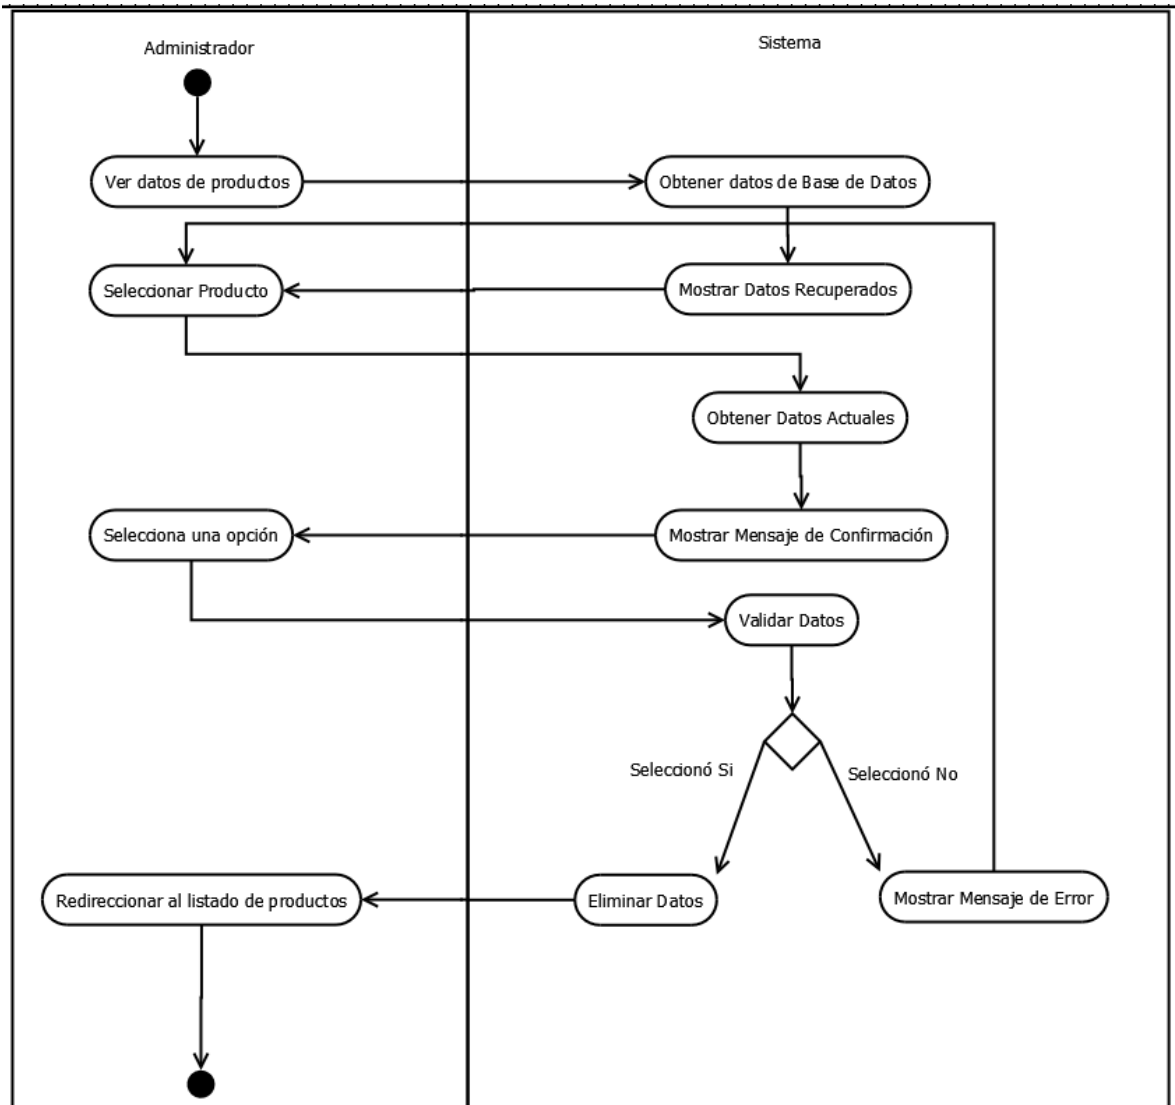 Administrador
Sistema
Ver datos de productos
Obtener datos de Base de Datos
Seleccionar Producto
Mostrar Datos Recuperados
Obtener Datos Actuales
Selecciona una opción
Mostrar Mensaje de Confirmación
Validar Datos
Seleccionó Si
Seleccionó No
Redireccionar al listado de productos
Eliminar Datos
Mostrar Mensaje de Error